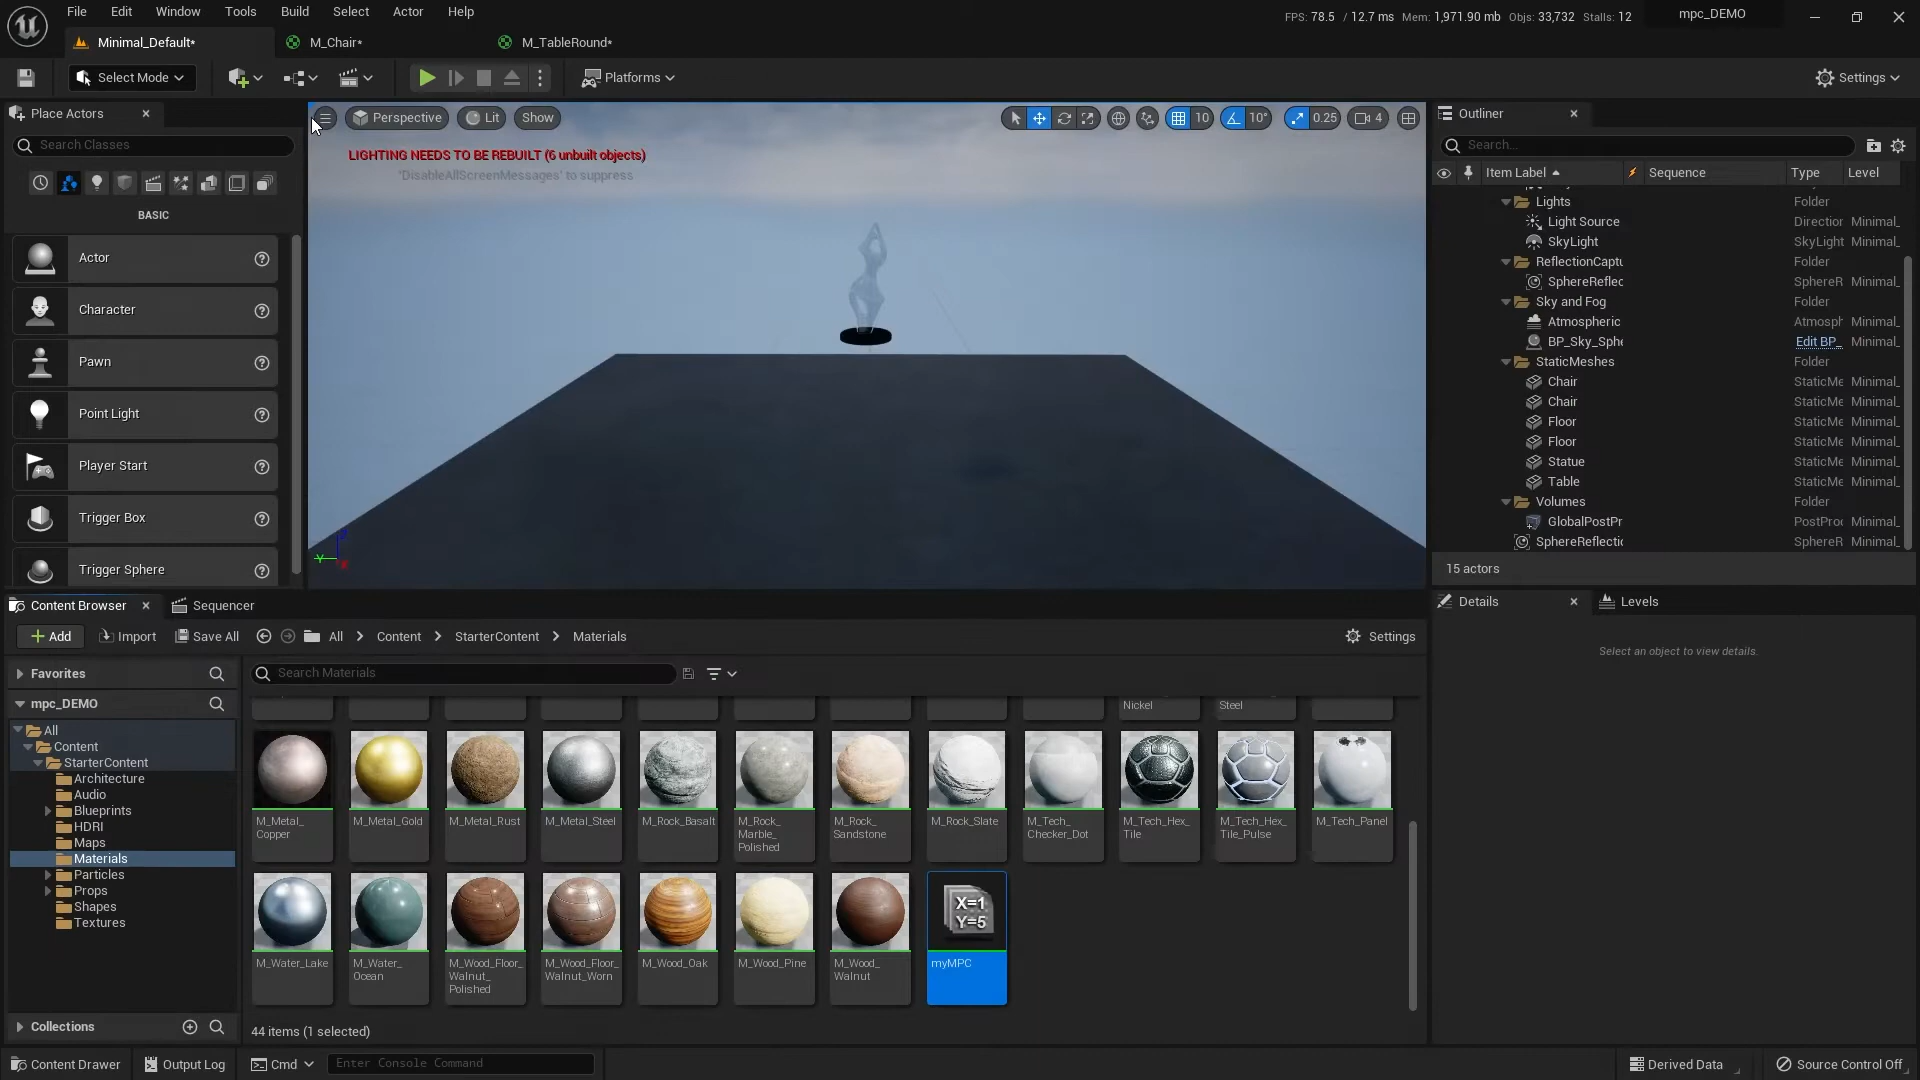 File Edit Window Tools Build Select Actor Help
FPS: 78.5 / 12.7 ms Mem: 1,971.90 mb Objs: 33,732 Stalls: 12
mpc_DEMO
Minimal_Default*
M_Chair*
M_TableRound*
Select Mode
Platforms
Settings
Place Actors
Search Classes
BASIC
Actor
Character
Pawn
Point Light
Player Start
Trigger Box
Trigger Sphere
Perspective
Lit
Show
10
10°
0.25
4
LIGHTING NEEDS TO BE REBUILT (6 unbuilt objects)
'DisableAllScreenMessages' to suppress
Y
Outliner
Search...
Item Label Sequence Type Level
Lights Folder
Light Source Direction Minimal_
SkyLight SkyLight Minimal_
ReflectionCaptu Folder
SphereReflec SphereR Minimal_
Sky and Fog Folder
Atmospheric Atmosph Minimal_
BP_Sky_Sphe Edit BP_ Minimal_
StaticMeshes Folder
Chair StaticMe Minimal_
Chair StaticMe Minimal_
Floor StaticMe Minimal_
Floor StaticMe Minimal_
Statue StaticMe Minimal_
Table StaticMe Minimal_
Volumes Folder
GlobalPostPr PostProc Minimal_
SphereReflectic SphereR Minimal_
15 actors
Details
Levels
Select an object to view details.
Content Browser
Sequencer
Add
Import
Save All
All > Content > StarterContent > Materials
Settings
Favorites
mpc_DEMO
All
Content
StarterContent
Architecture
Audio
Blueprints
HDRI
Maps
Materials
Particles
Props
Shapes
Textures
Collections
Search Materials
Nickel
Steel
M_Metal_
Copper
M_Metal_Gold
M_Metal_Rust
M_Metal_Steel
M_Rock_Basalt
M_Rock_
Marble_
Polished
M_Rock_
Sandstone
M_Rock_Slate
M_Tech_
Checker_Dot
M_Tech_Hex_
Tile
M_Tech_Hex_
Tile_Pulse
M_Tech_Panel
M_Water_Lake
M_Water_
Ocean
M_Wood_Floor_
Walnut_
Polished
M_Wood_Floor_
Walnut_Worn
M_Wood_Oak
M_Wood_Pine
M_Wood_
Walnut
X=1
Y=5
myMPC
44 items (1 selected)
Content Drawer
Output Log
Cmd
Enter Console Command
Derived Data
Source Control Off